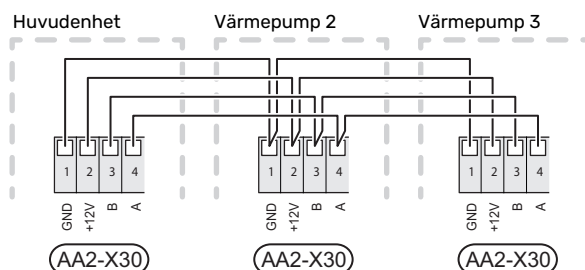 Huvudenhet
Värmepump 2
Värmepump 3
1 2 3 4
1 2 3 4
1 2 3 4
GND +12V B A
GND +12V B A
GND +12V B A
AA2-X30
AA2-X30
AA2-X30